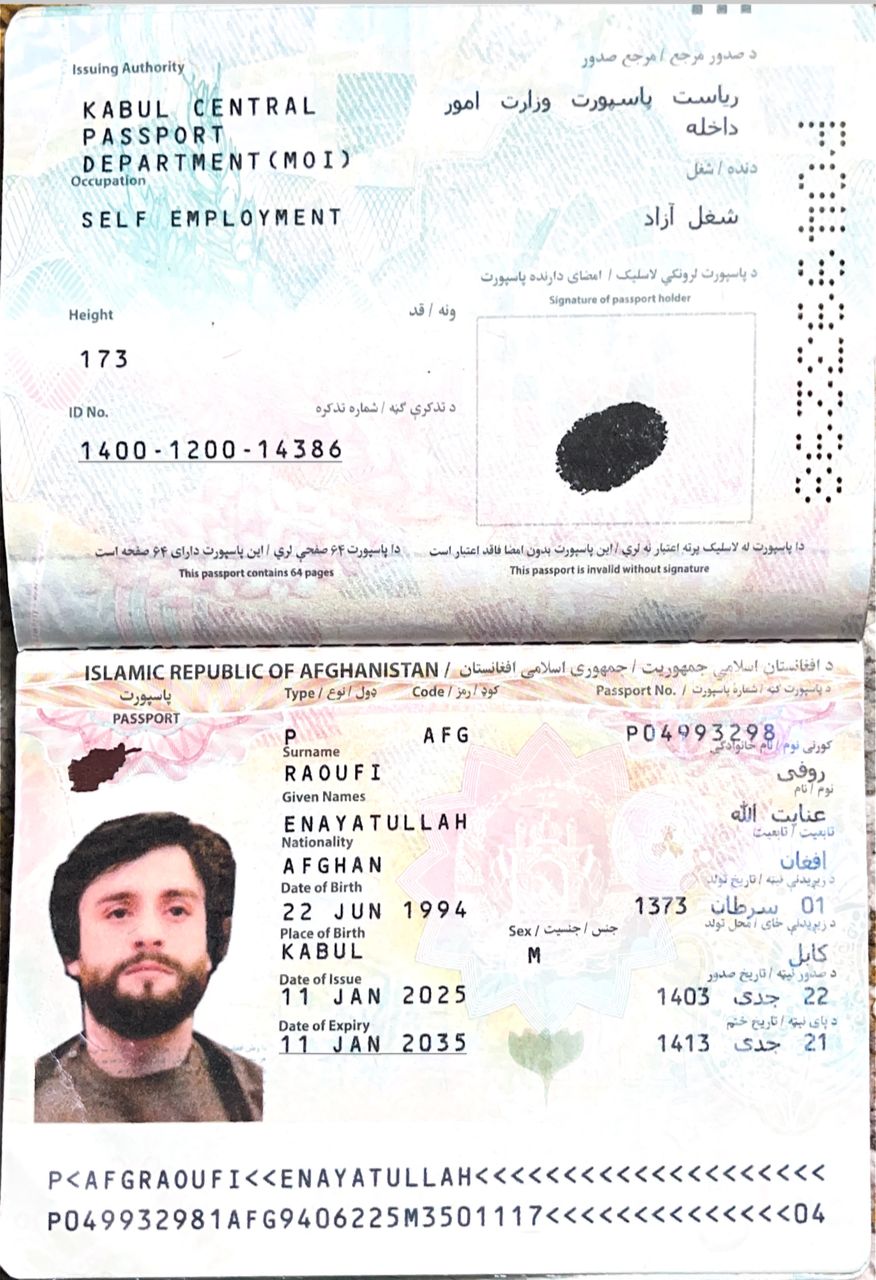 Issuing Authority
د صدور مرجع / مرجع صدور
KABUL CENTRAL
PASSPORT
DEPARTMENT(MOI)
ریاست پاسپورت وزارت امور
داخله
Occupation
دنده / شغل
SELF EMPLOYMENT
شغل آزاد
د پاسپورت لرونکي لاسلیک / امضای دارنده پاسپورت
Signature of passport holder
Height
ونه / قد
173
ID No.
د تذکرې ګڼه / شماره تذکره
1400-1200-14386
دا پاسپورت ۶۴ صفحې لري / این پاسپورت دارای ۶۴ صفحه است
This passport contains 64 pages
دا پاسپورت له لاسلیک پرته اعتبار نه لري / این پاسپورت بدون امضا فاقد اعتبار است
This passport is invalid without signature
ISLAMIC REPUBLIC OF AFGHANISTAN / د افغانستان اسلامي جمهوریت / جمهوری اسلامی افغانستان
پاسپورت
PASSPORT
Type / ډول / نوع
Code / کوډ / رمز
Passport No. / د پاسپورت ګڼه / شماره پاسپورت
P
AFG
P04993298
Surname
کورنی نوم / نام خانوادگی
RAOUFI
روفی
Given Names
نوم / نام
ENAYATULLAH
عنایت الله
Nationality
تابعیت / تابعیت
AFGHAN
افغان
Date of Birth
د زیږیدلې نیټه / تاریخ تولد
22 JUN 1994
01 سرطان 1373
Place of Birth
Sex / جنس / جنسیت
د زیږیدلې ځای / محل تولد
KABUL
M
کابل
Date of Issue
د صدور نیټه / تاریخ صدور
11 JAN 2025
22 جدی 1403
Date of Expiry
د پای نیټه / تاریخ ختم
11 JAN 2035
21 جدی 1413
P<AFGRAOUFI<<ENAYATULLAH<<<<<<<<<<<<<<<<<<<<
P049932981AFG9406225M3501117<<<<<<<<<<<<<<04